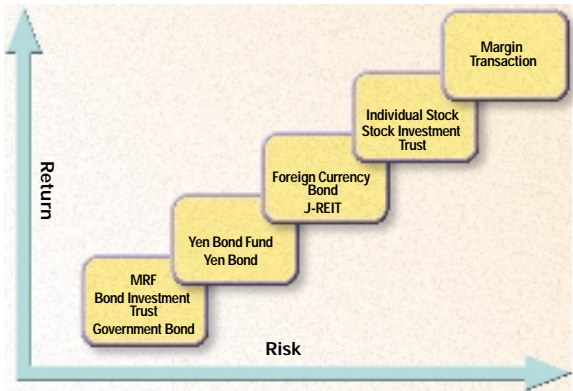 Margin
Transaction
Individual Stock
Stock Investment
Trust
Foreign Currency
Bond
J-REIT
Yen Bond Fund
Yen Bond
MRF
Bond Investment
Trust
Government Bond
Return
Risk